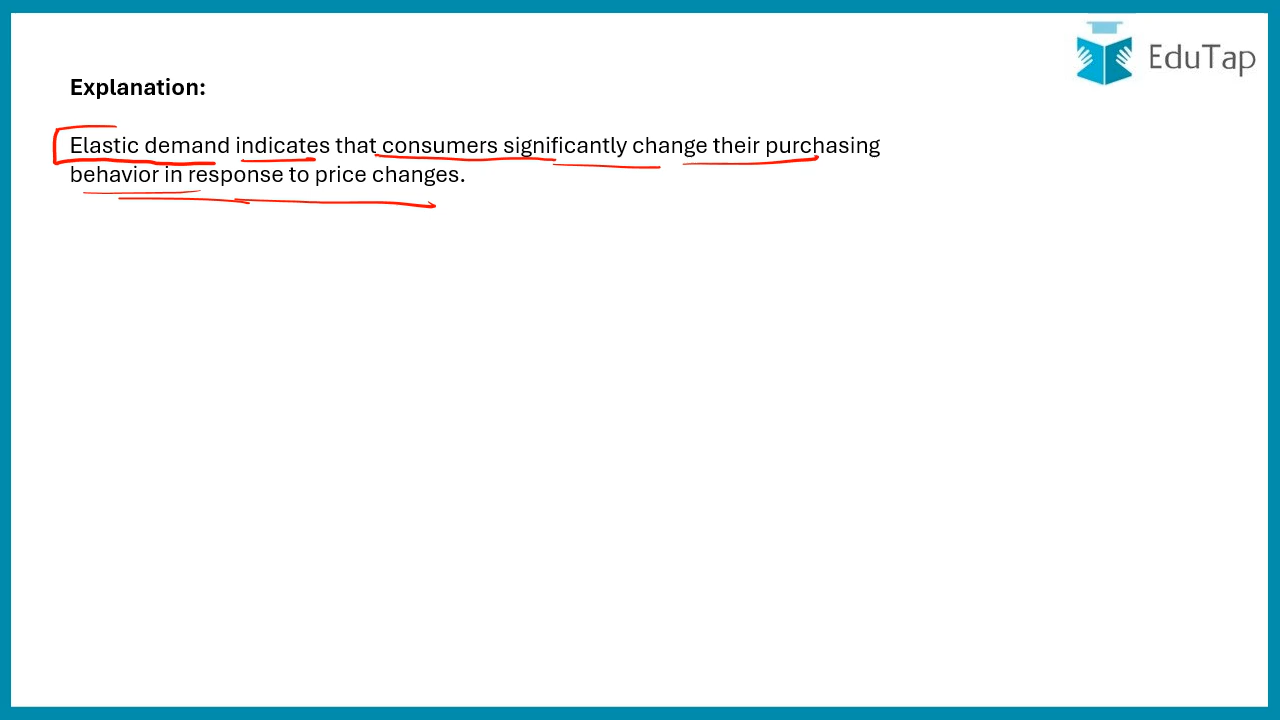 EduTap
Explanation:
Elastic demand indicates that consumers significantly change their purchasing
behavior in response to price changes.